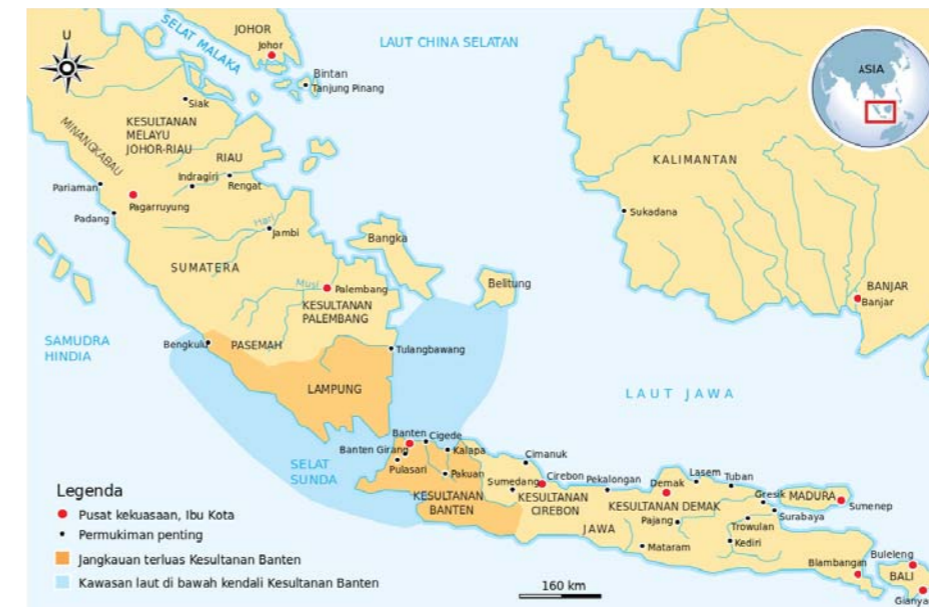 U
SELAT MALAKA
JOHOR
Johor
LAUT CHINA SELATAN
ASIA
Bintan
Tanjung Pinang
Siak
KESULTANAN
MELAYU
JOHOR-RIAU
MINANGKABAU
RIAU
Indragiri
Rengat
Pariaman
Pagarruyung
Padang
Hari
Jambi
KALIMANTAN
Sukadana
Bangka
SUMATERA
Musi
Palembang
KESULTANAN
PALEMBANG
Belitung
BANJAR
Banjar
SAMUDRA
HINDIA
Bengkulu
PASEMAH
Tulangbawang
LAMPUNG
LAUT JAWA
SELAT
SUNDA
Banten
Cigede
Banten Girang
Kalapa
Pulasari
Pakuan
KESULTANAN
BANTEN
Cimanuk
Sumedang
Cirebon
KESULTANAN
CIREBON
Pekalongan
Demak
Lasem
Tuban
KESULTANAN DEMAK
Gresik
MADURA
Sumenep
Surabaya
JAWA
Pajang
Trowulan
Mataram
Kediri
Blambangan
Buleleng
BALI
Gianya
Legenda
Pusat kekuasaan, Ibu Kota
Permukiman penting
Jangkauan terluas Kesultanan Banten
Kawasan laut di bawah kendali Kesultanan Banten
160 km